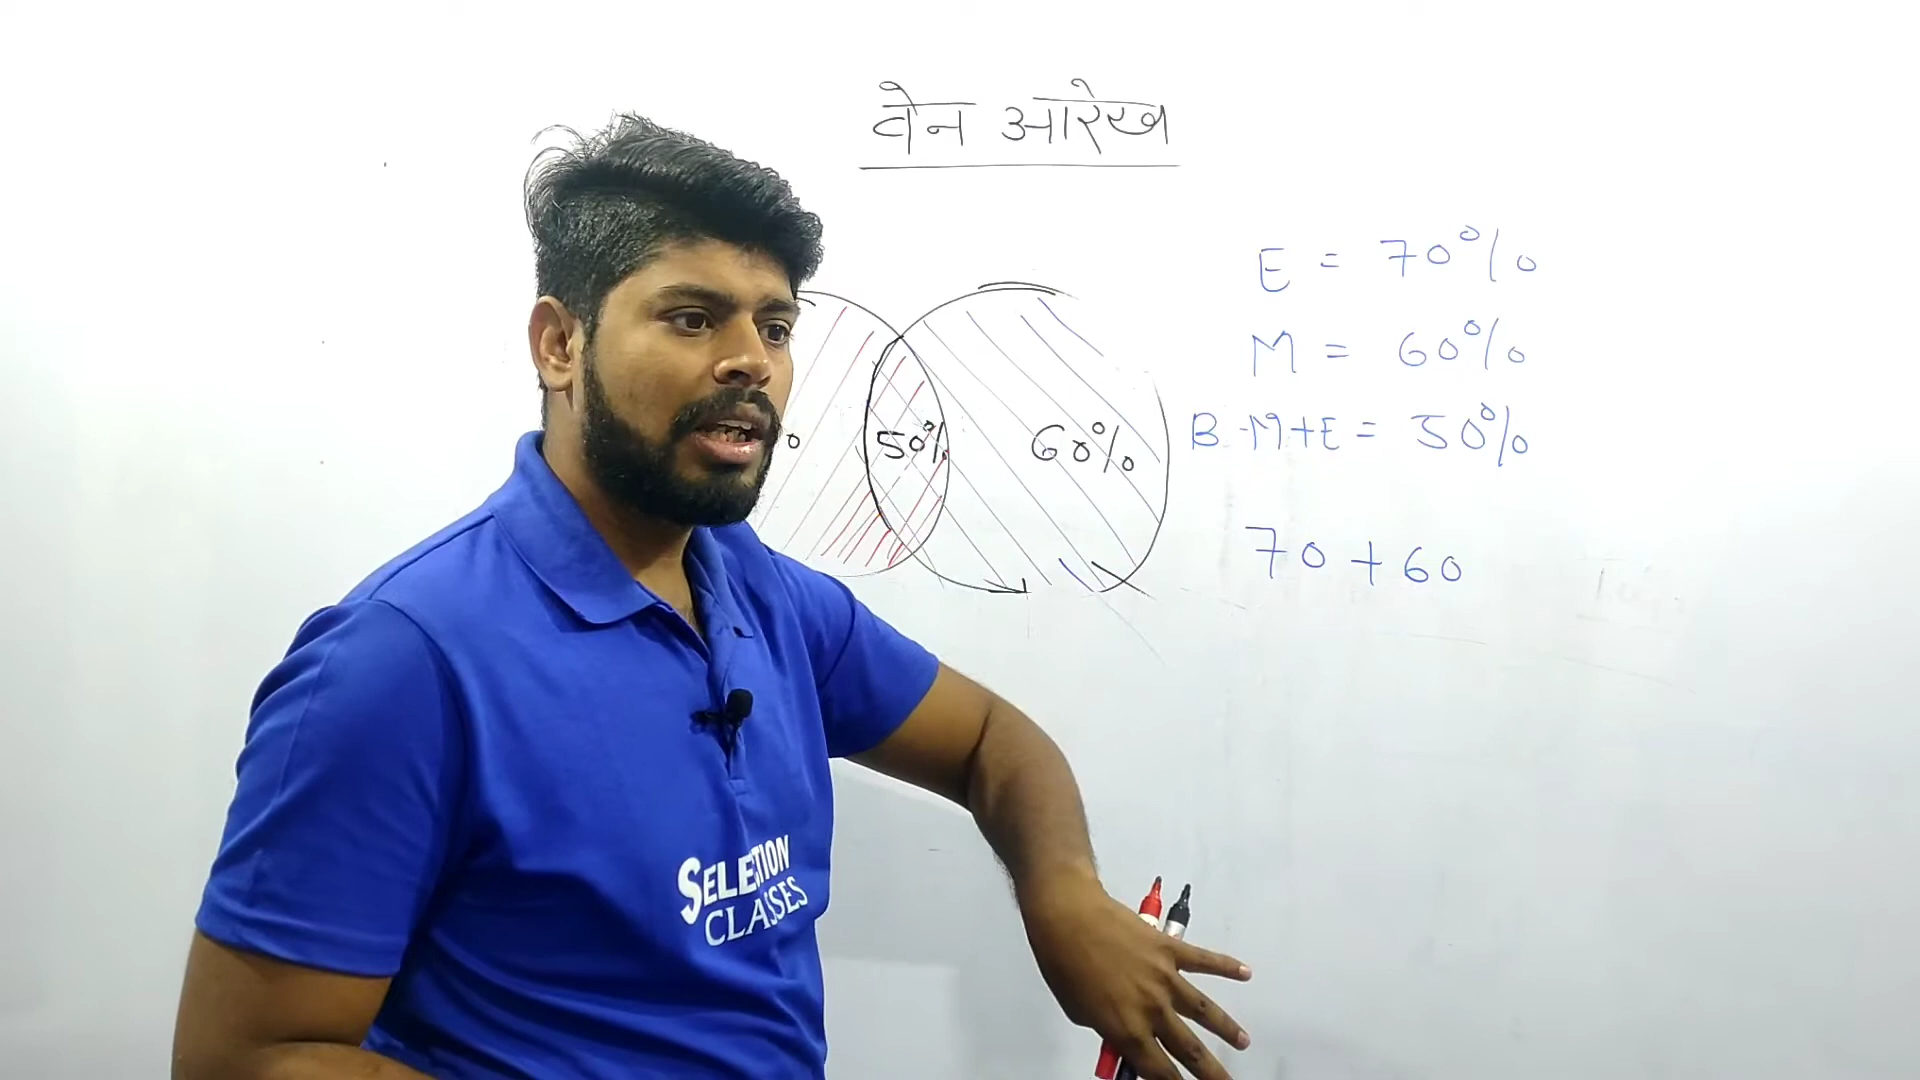 वेन आरेख
E = 70%
M = 60%
B M+E = 50%
50%
60%
70 + 60
SELECTION
CLASSES